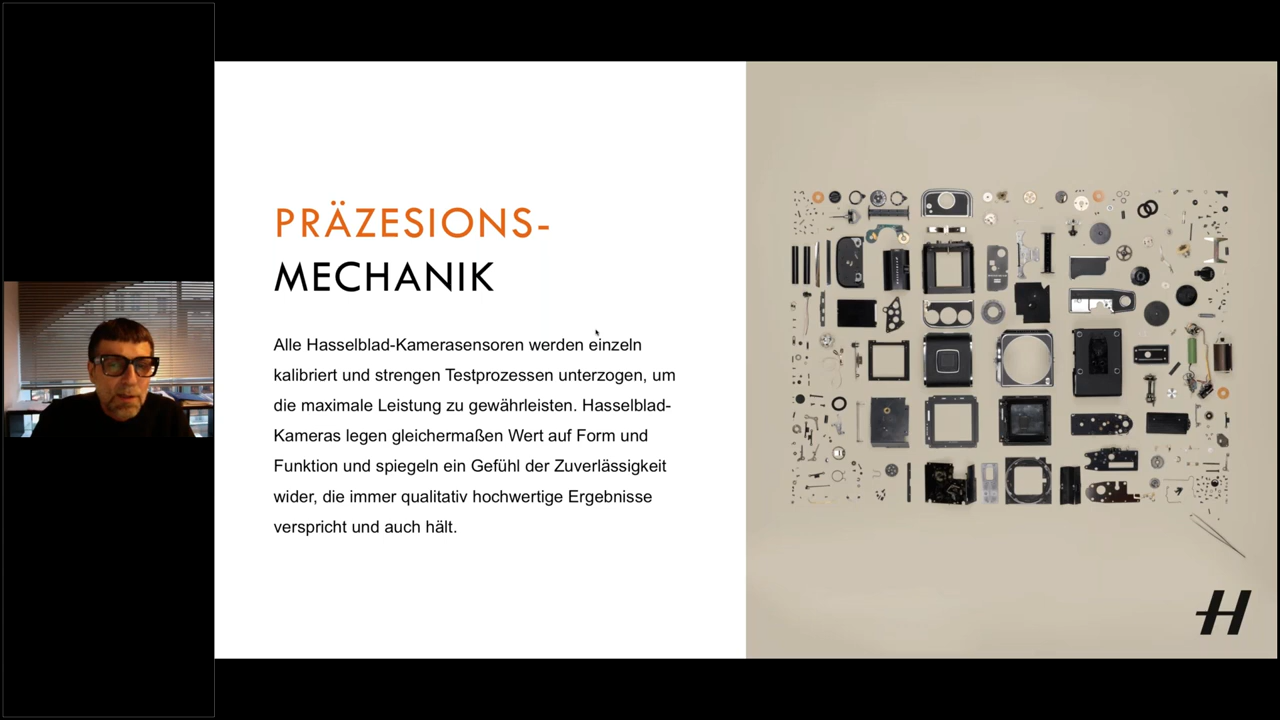 PRÄZESIONS-
MECHANIK
Alle Hasselblad-Kamerasensoren werden einzeln
kalibriert und strengen Testprozessen unterzogen, um
die maximale Leistung zu gewährleisten. Hasselblad-
Kameras legen gleichermaßen Wert auf Form und
Funktion und spiegeln ein Gefühl der Zuverlässigkeit
wider, die immer qualitativ hochwertige Ergebnisse
verspricht und auch hält.
H